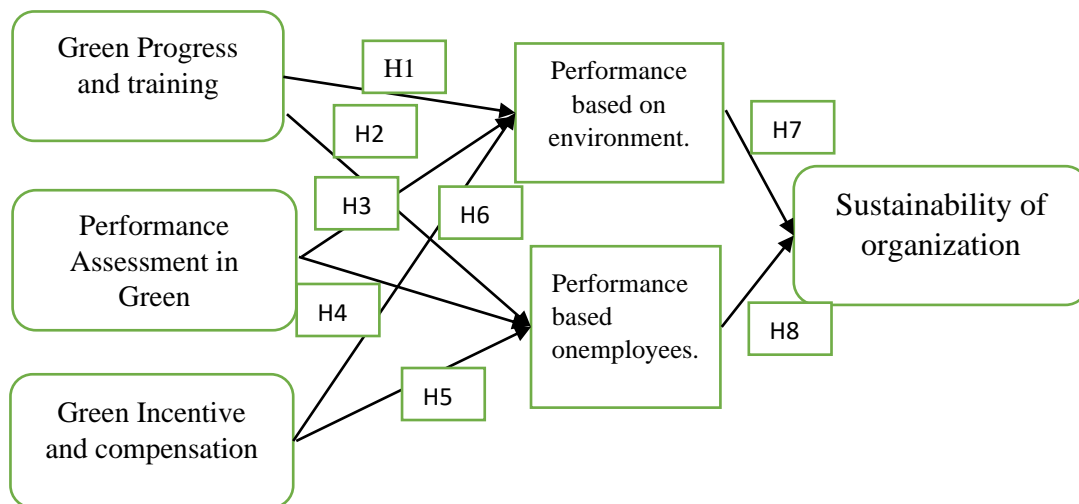 Green Progress
and training
H1
H2
Performance
based on
environment.
H7
H3
H6
Performance
Assessment in
Green
Sustainability of
organization
H4
Performance
based
onemployees.
H8
H5
Green Incentive
and compensation